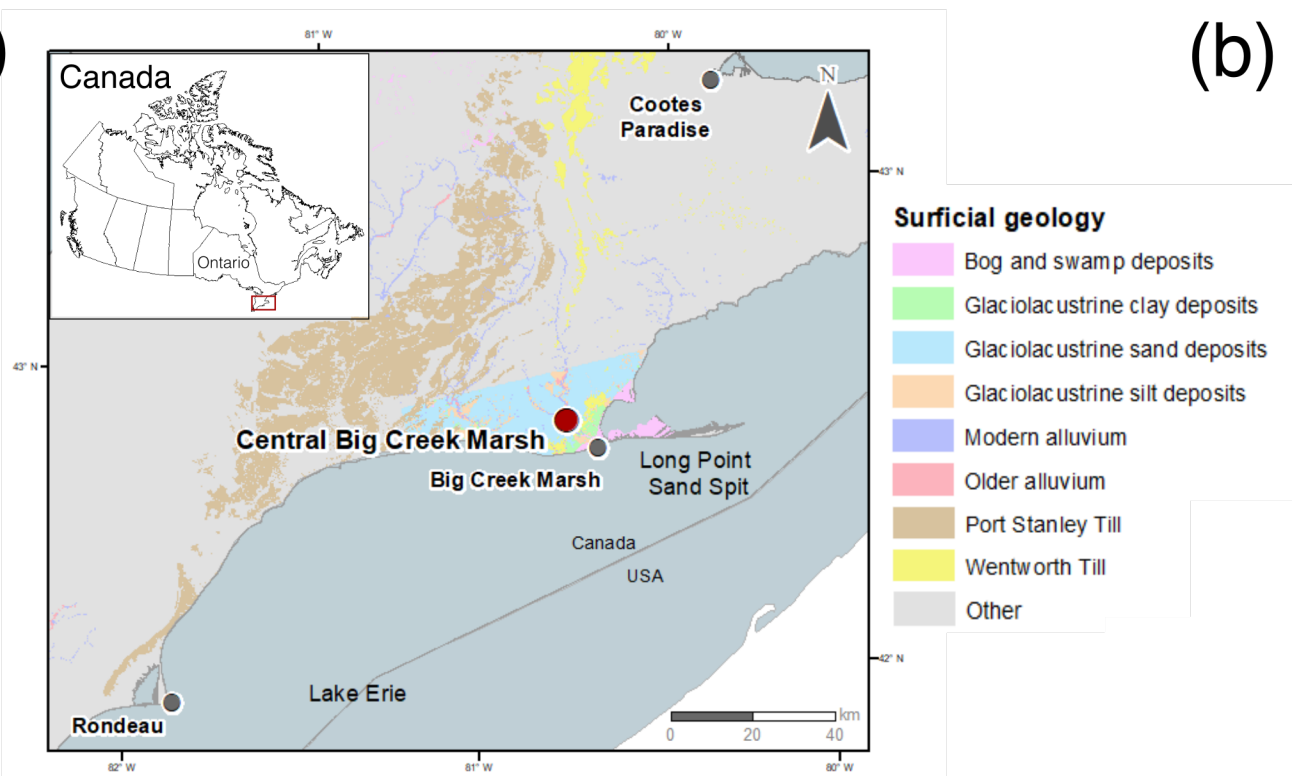 )
(b)
81° W
80° W
Canada
Ontario
N
Cootes
Paradise
43° N
43° N
Surficial geology
Bog and swamp deposits
Glaciolacustrine clay deposits
Glaciolacustrine sand deposits
Glaciolacustrine silt deposits
Modern alluvium
Older alluvium
Port Stanley Till
Wentworth Till
Other
Central Big Creek Marsh
Big Creek Marsh
Long Point
Sand Spit
Canada
USA
42° N
Lake Erie
Rondeau
km
0 20 40
82° W
81° W
80° W